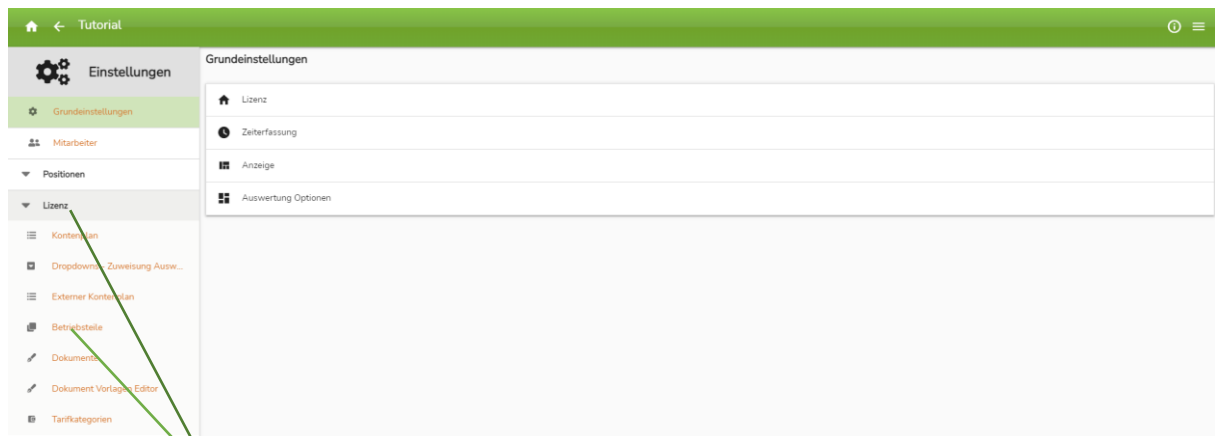 Tutorial
Einstellungen
Grundeinstellungen
Mitarbeiter
Positionen
Lizenz
Kontenplan
Dropdowns - Zuweisung Ausw...
Externer Kontenplan
Betriebsteile
Dokumente
Dokument Vorlagen Editor
Tarifkategorien
Grundeinstellungen
Lizenz
Zeiterfassung
Anzeige
Auswertung Optionen